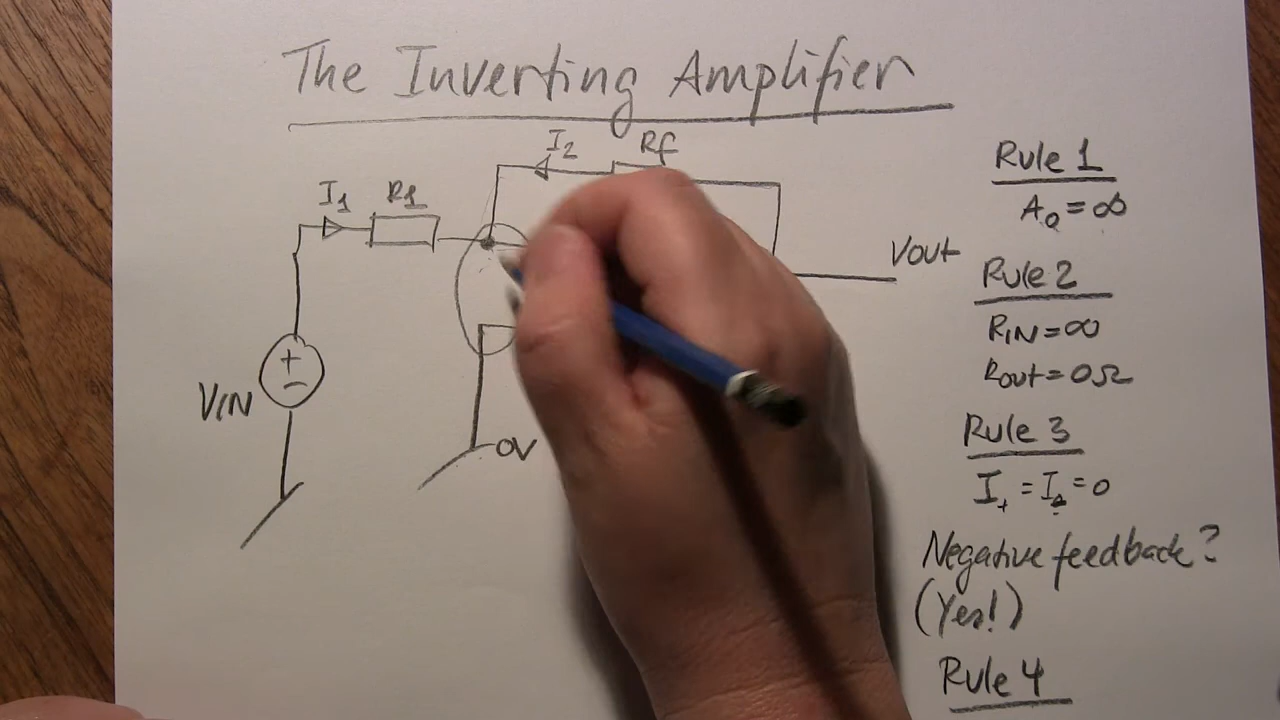 The Inverting Amplifier
I2
Rf
I1
R1
Vout
VIN
+
−
0V
Rule 1
A0=∞
Rule 2
RIN=∞
Rout=0Ω
Rule 3
I+=I-=0
Negative feedback?
(Yes!)
Rule 4